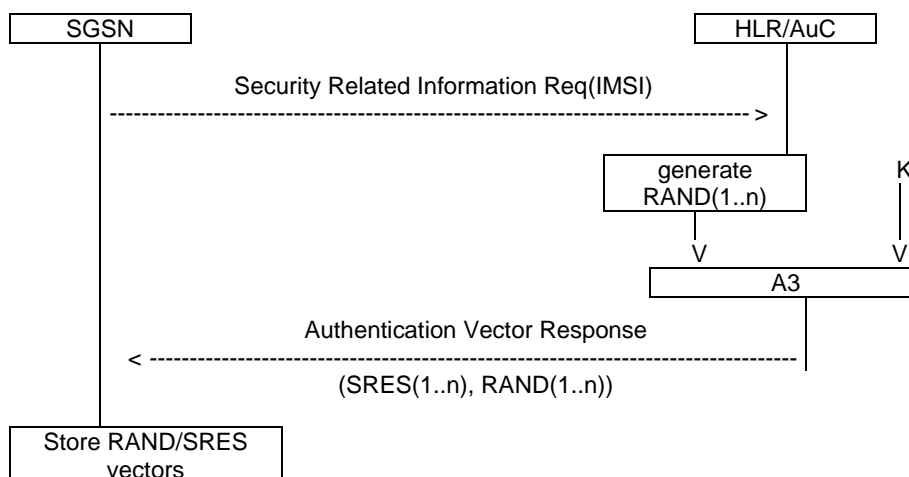 SGSN
HLR/AuC
Security Related Information Req(IMSI)
>
generate
RAND(1..n)
K
V V
A3
Authentication Vector Response
<
(SRES(1..n), RAND(1..n))
Store RAND/SRES
vectors